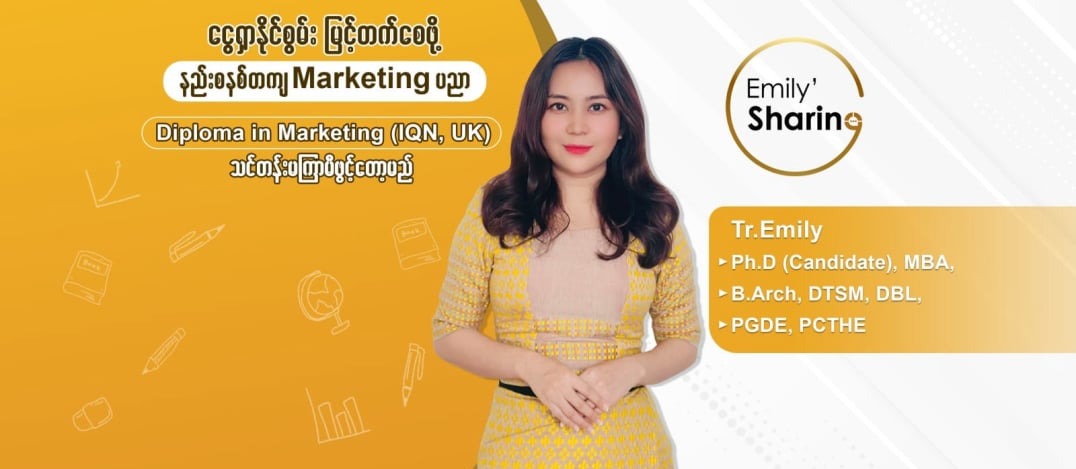 ငွေရှာနိုင်စွမ်း မြင့်တက်စေဖို့
နည်းစနစ်တကျ Marketing ပညာ
Diploma in Marketing (IQN, UK)
သင်တန်းမကြာမီဖွင့်တော့မည်
Emily'
Sharing
Tr.Emily
▸ Ph.D (Candidate), MBA,
▸ B.Arch, DTSM, DBL,
▸ PGDE, PCTHE